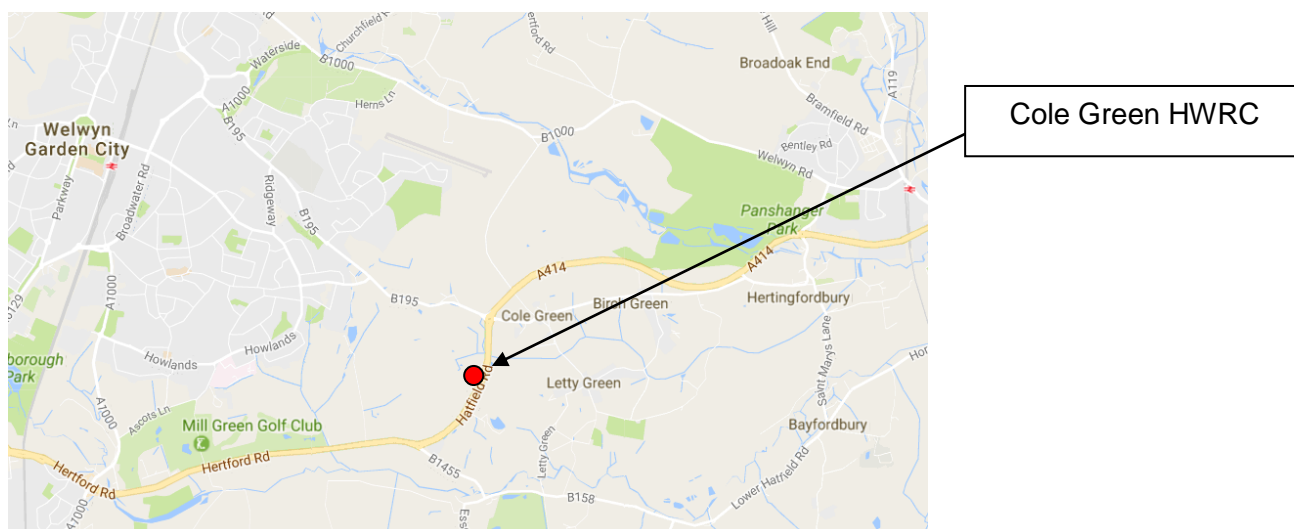 Churchfield Rd
Hertford Rd
Hill
Waterside
B1000
Broadoak End
A119
A1000
B195
Herns Ln
B1000
Bramfield Rd
Cole Green HWRC
Welwyn
Garden City
Bentley Rd
Welwyn Rd
Parkway
Broadwater Rd
Ridgeway
Panshanger
Park
B195
A414
A414
Hertingfordbury
A1000
B195
Birch Green
Cole Green
Howlands
Howlands
Saint Marys Lane
Hatfield Rd
Letty Green
Ascots Ln
A1000
Mill Green Golf Club
Bayfordbury
Hertford Rd
B1455
Letty Green
Lower Hatfield Rd
Hertford Rd
B158
A1000